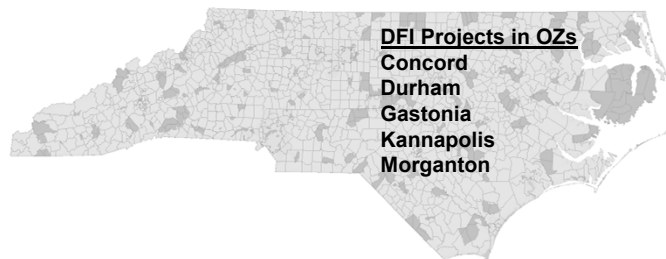 DFI Projects in OZs
Concord
Durham
Gastonia
Kannapolis
Morganton